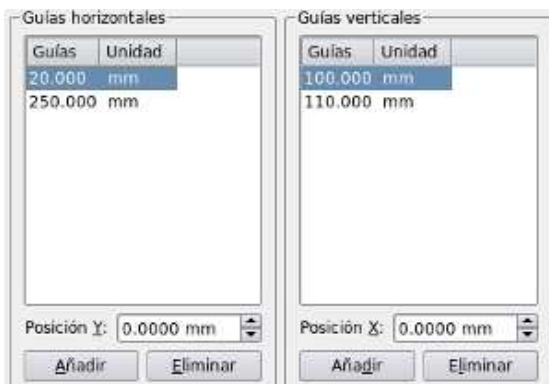 Guías horizontales
Guías Unidad
20.000 mm
250.000 mm
Posición Y: 0.0000 mm
Añadir Eliminar
Guías verticales
Guías Unidad
100.000 mm
110.000 mm
Posición X: 0.0000 mm
Añadir Eliminar